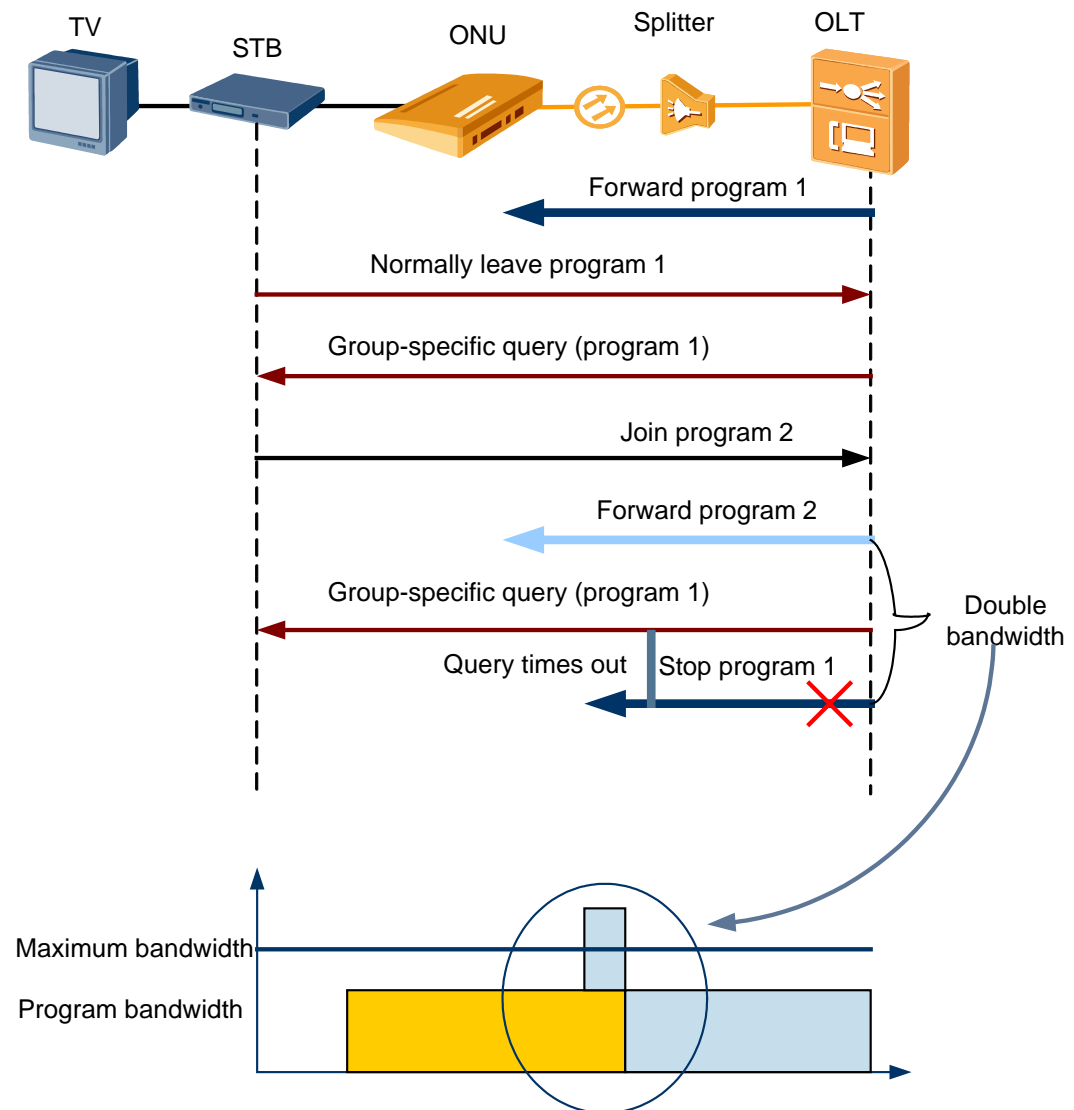 TV
STB
ONU
Splitter
OLT
Forward program 1
Normally leave program 1
Group-specific query (program 1)
Join program 2
Forward program 2
Group-specific query (program 1)
Double
bandwidth
Query times out
Stop program 1
Maximum bandwidth
Program bandwidth